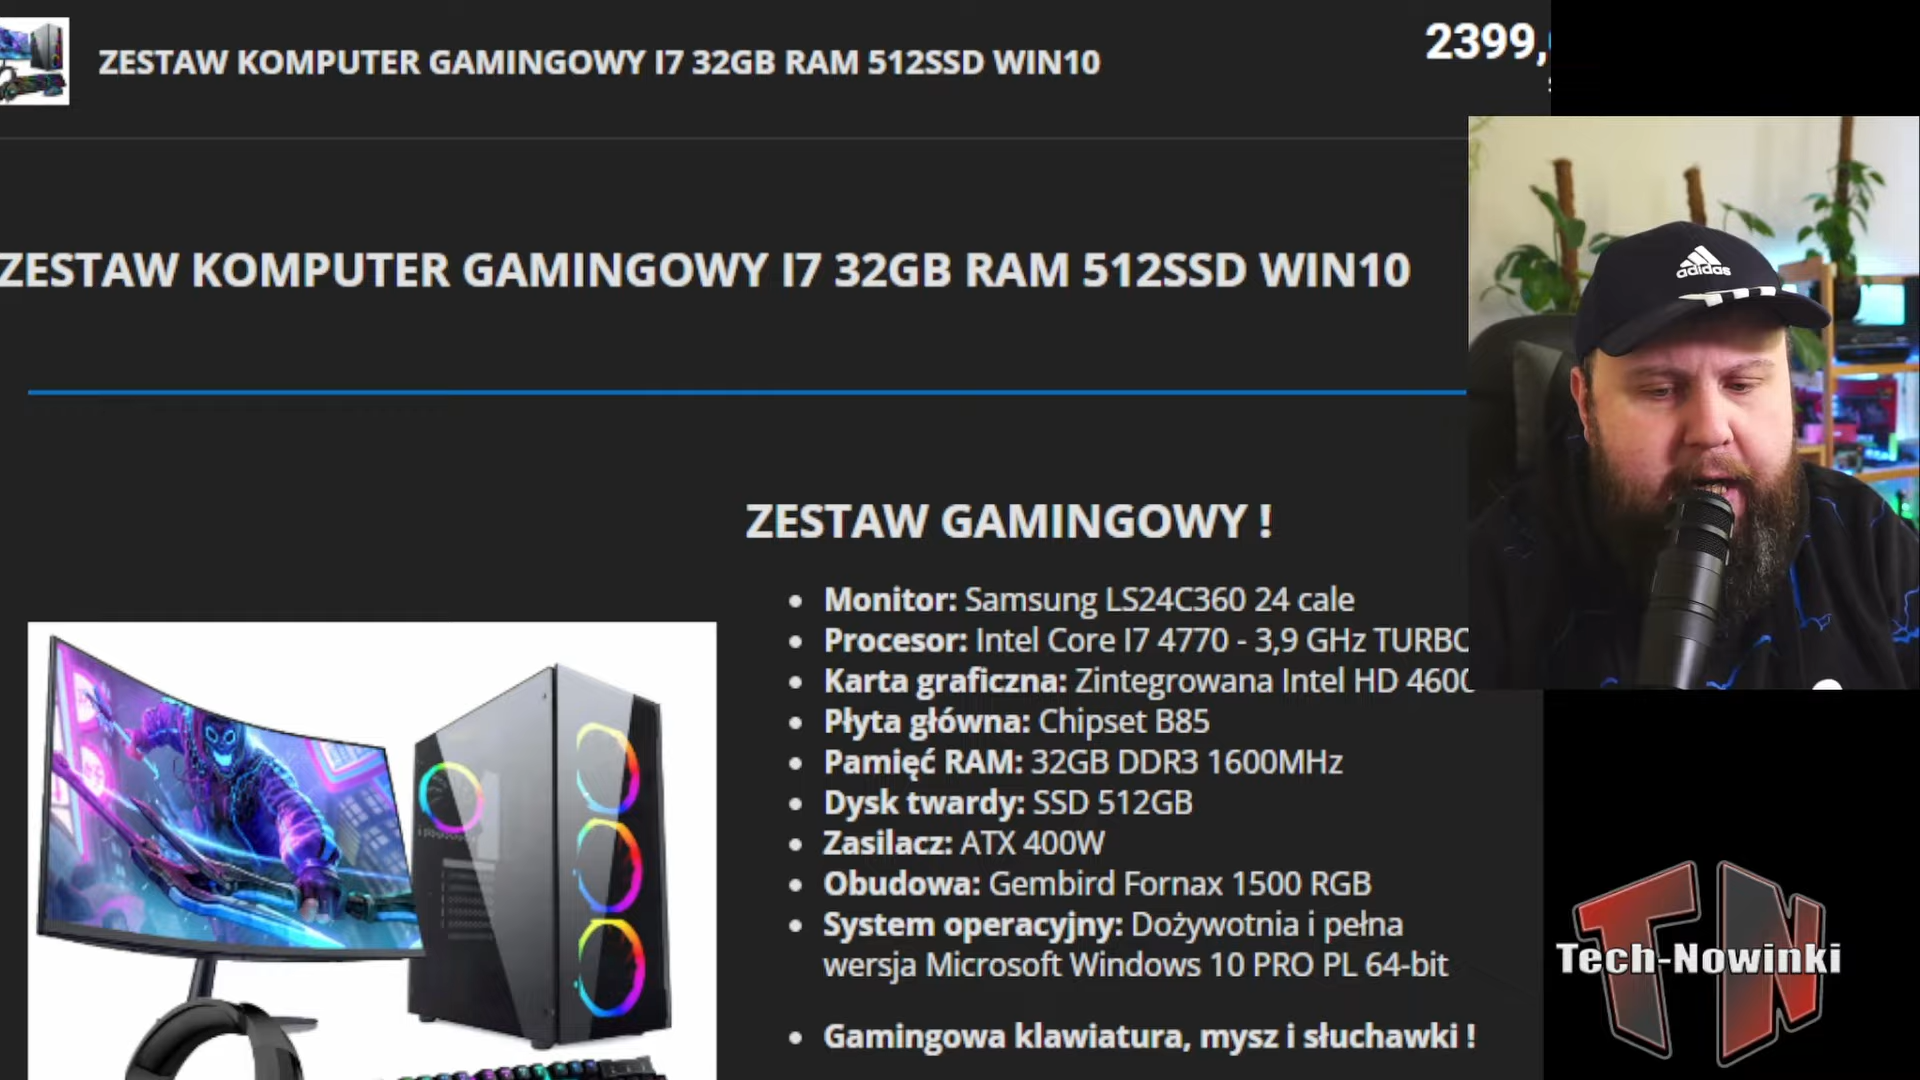 ZESTAW KOMPUTER GAMINGOWY I7 32GB RAM 512SSD WIN10
2399,
ZESTAW KOMPUTER GAMINGOWY I7 32GB RAM 512SSD WIN10
adidas
ZESTAW GAMINGOWY !
Monitor: Samsung LS24C360 24 cale
Procesor: Intel Core I7 4770 - 3,9 GHz TURBO
Karta graficzna: Zintegrowana Intel HD 4600
Płyta główna: Chipset B85
Pamięć RAM: 32GB DDR3 1600MHz
Dysk twardy: SSD 512GB
Zasilacz: ATX 400W
Obudowa: Gembird Fornax 1500 RGB
System operacyjny: Dożywotnia i pełna
wersja Microsoft Windows 10 PRO PL 64-bit
Gamingowa klawiatura, mysz i słuchawki !
TN
Tech-Nowinki